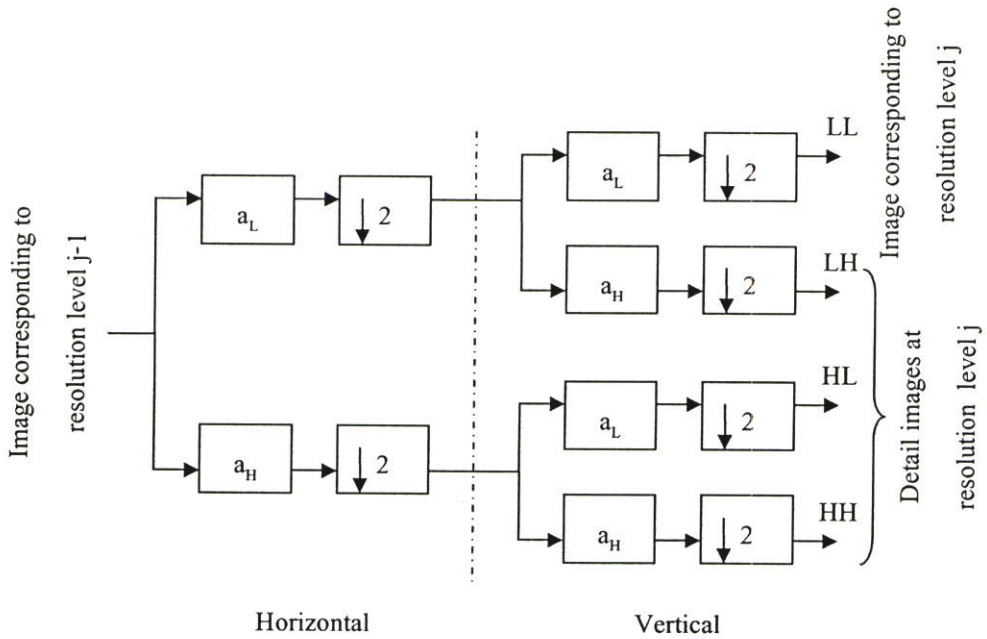 Image corresponding to
resolution level j-1
a_L
↓ 2
a_H
↓ 2
a_L
↓ 2
LL
a_H
↓ 2
LH
a_L
↓ 2
HL
a_H
↓ 2
HH
Image corresponding to
resolution level j
Detail images at
resolution level j
Horizontal
Vertical